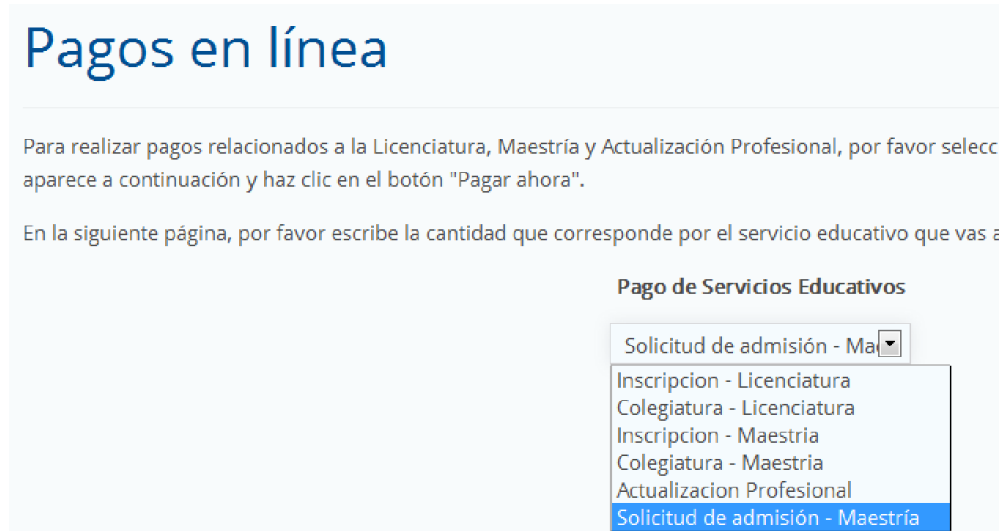 Pagos en línea
Para realizar pagos relacionados a la Licenciatura, Maestría y Actualización Profesional, por favor selecc
aparece a continuación y haz clic en el botón "Pagar ahora".
En la siguiente página, por favor escribe la cantidad que corresponde por el servicio educativo que vas a
Pago de Servicios Educativos
Solicitud de admisión - Mae
Inscripcion - Licenciatura
Colegiatura - Licenciatura
Inscripcion - Maestria
Colegiatura - Maestria
Actualizacion Profesional
Solicitud de admisión - Maestría